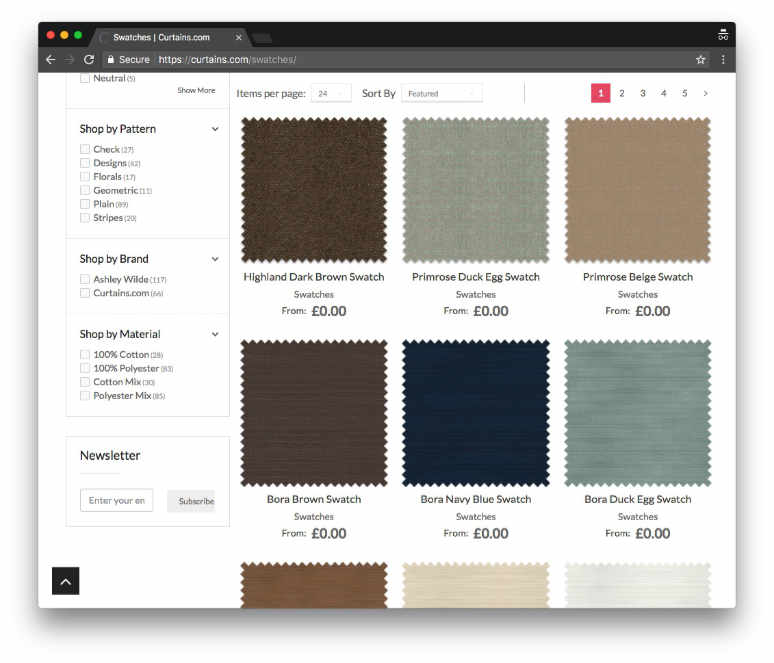 Swatches | Curtains.com
Secure https://curtains.com/swatches/
Neutral (5)
Show More
Shop by Pattern
Check (27)
Designs (62)
Florals (17)
Geometric (11)
Plain (89)
Stripes (20)
Shop by Brand
Ashley Wilde (117)
Curtains.com (66)
Shop by Material
100% Cotton (28)
100% Polyester (83)
Cotton Mix (30)
Polyester Mix (85)
Newsletter
Enter your en
Subscribe
Items per page: 24 Sort By Featured
1 2 3 4 5 >
Highland Dark Brown Swatch
Swatches
From: £0.00
Primrose Duck Egg Swatch
Swatches
From: £0.00
Primrose Beige Swatch
Swatches
From: £0.00
Bora Brown Swatch
Swatches
From: £0.00
Bora Navy Blue Swatch
Swatches
From: £0.00
Bora Duck Egg Swatch
Swatches
From: £0.00